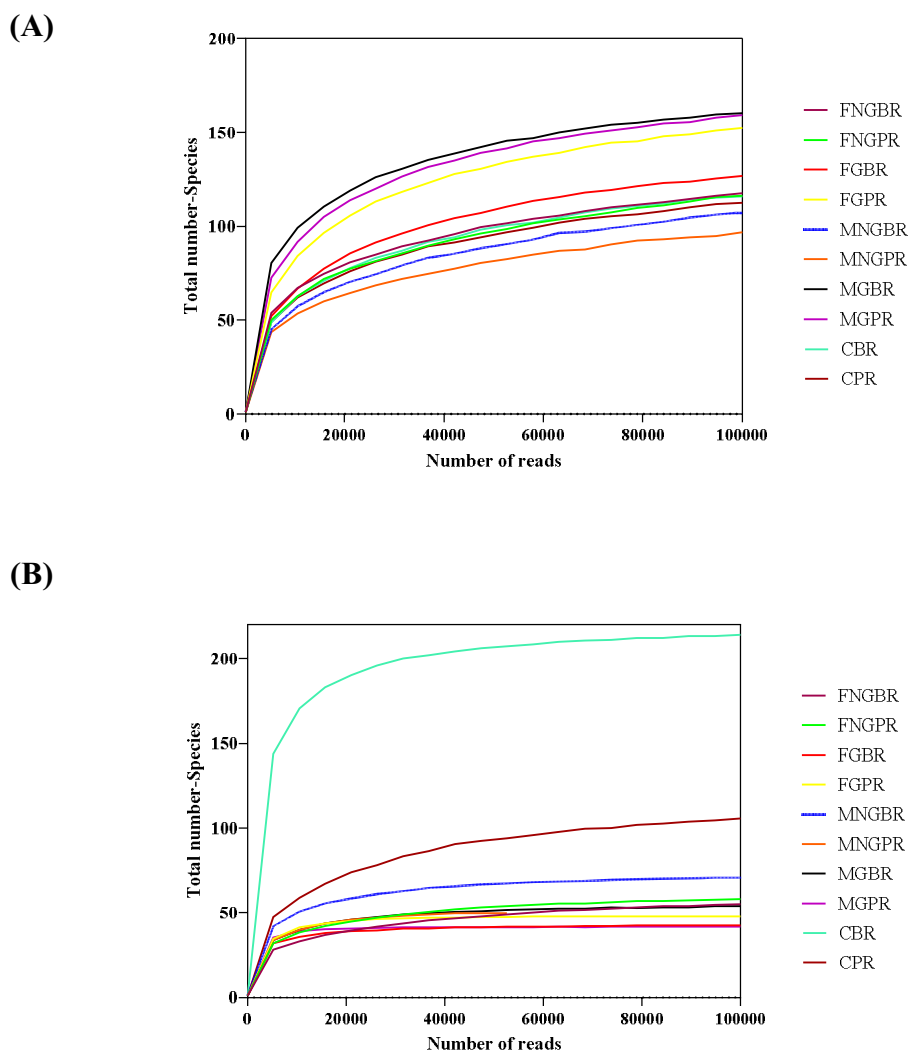 (A)
200
150
100
50
0
Total number-Species
0 20000 40000 60000 80000 100000
Number of reads
FNGBR
FNGPR
FGBR
FGPR
MNGBR
MNGPR
MGBR
MGPR
CBR
CPR
(B)
200
150
100
50
0
Total number-Species
0 20000 40000 60000 80000 100000
Number of reads
FNGBR
FNGPR
FGBR
FGPR
MNGBR
MNGPR
MGBR
MGPR
CBR
CPR